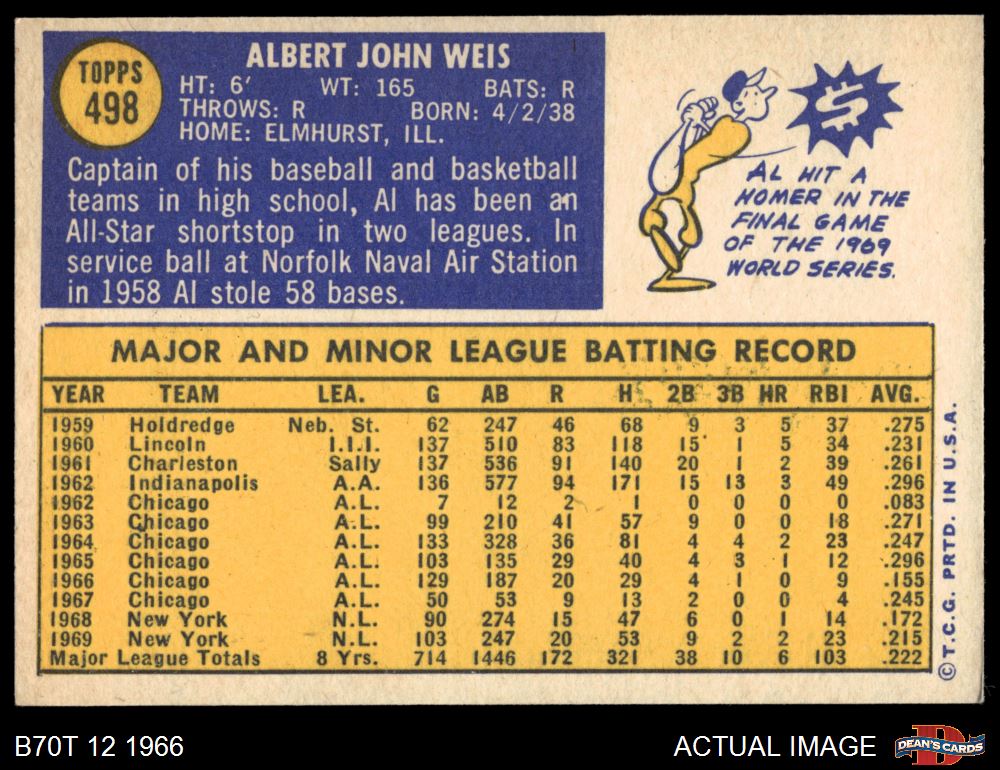 TOPPS
498
ALBERT JOHN WEIS
HT: 6' WT: 165 BATS: R
THROWS: R BORN: 4/2/38
HOME: ELMHURST, ILL.
Captain of his baseball and basketball
teams in high school, Al has been an
All-Star shortstop in two leagues. In
service ball at Norfolk Naval Air Station
in 1958 Al stole 58 bases.
$
AL HIT A
HOMER IN THE
FINAL GAME
OF THE 1969
WORLD SERIES.
MAJOR AND MINOR LEAGUE BATTING RECORD
YEAR TEAM LEA. G AB R H 2B 3B HR RBI AVG.
1959 Holdredge Neb. St. 62 247 46 68 9 3 5 37 .275
1960 Lincoln I.I.I. 137 510 83 118 15 1 5 34 .231
1961 Charleston Sally 137 536 91 140 20 1 2 39 .261
1962 Indianapolis A.A. 136 577 94 171 15 13 3 49 .296
1962 Chicago A.L. 7 12 2 1 0 0 0 0 .083
1963 Chicago A.L. 99 210 41 57 9 0 0 18 .271
1964 Chicago A.L. 133 328 36 81 4 4 2 23 .247
1965 Chicago A.L. 103 135 29 40 4 3 1 12 .296
1966 Chicago A.L. 129 187 20 29 4 1 0 9 .155
1967 Chicago A.L. 50 53 9 13 2 0 0 4 .245
1968 New York N.L. 90 274 15 47 6 0 1 14 .172
1969 New York N.L. 103 247 20 53 9 2 2 23 .215
Major League Totals 8 Yrs. 714 1446 172 321 38 10 6 103 .222
© T.C.G. PRTD. IN U.S.A.
B70T 12 1966
ACTUAL IMAGE
D
DEAN'S CARDS